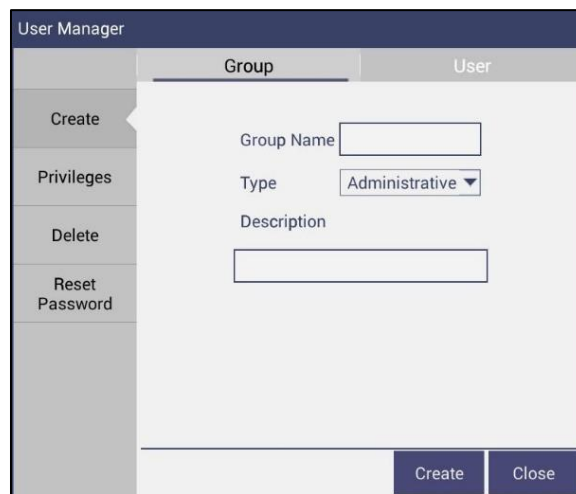 User Manager
Group
User
Create
Privileges
Delete
Reset
Password
Group Name
Type
Administrative
Description
Create
Close